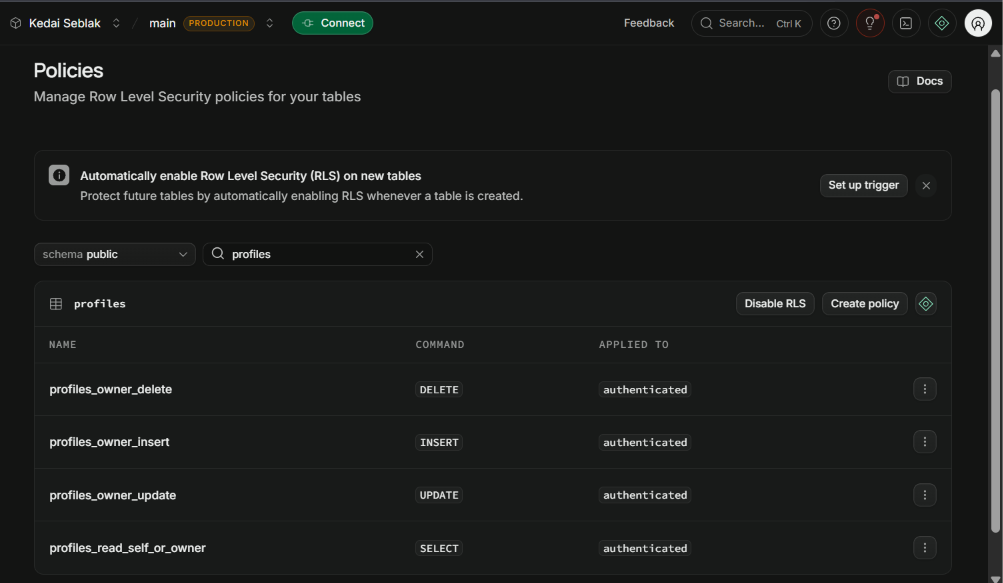 Kedai Seblak / main PRODUCTION Connect Feedback Search... Ctrl K
Policies
Manage Row Level Security policies for your tables
Docs
Automatically enable Row Level Security (RLS) on new tables
Protect future tables by automatically enabling RLS whenever a table is created.
Set up trigger
schema public profiles
profiles Disable RLS Create policy
NAME COMMAND APPLIED TO
profiles_owner_delete DELETE authenticated
profiles_owner_insert INSERT authenticated
profiles_owner_update UPDATE authenticated
profiles_read_self_or_owner SELECT authenticated